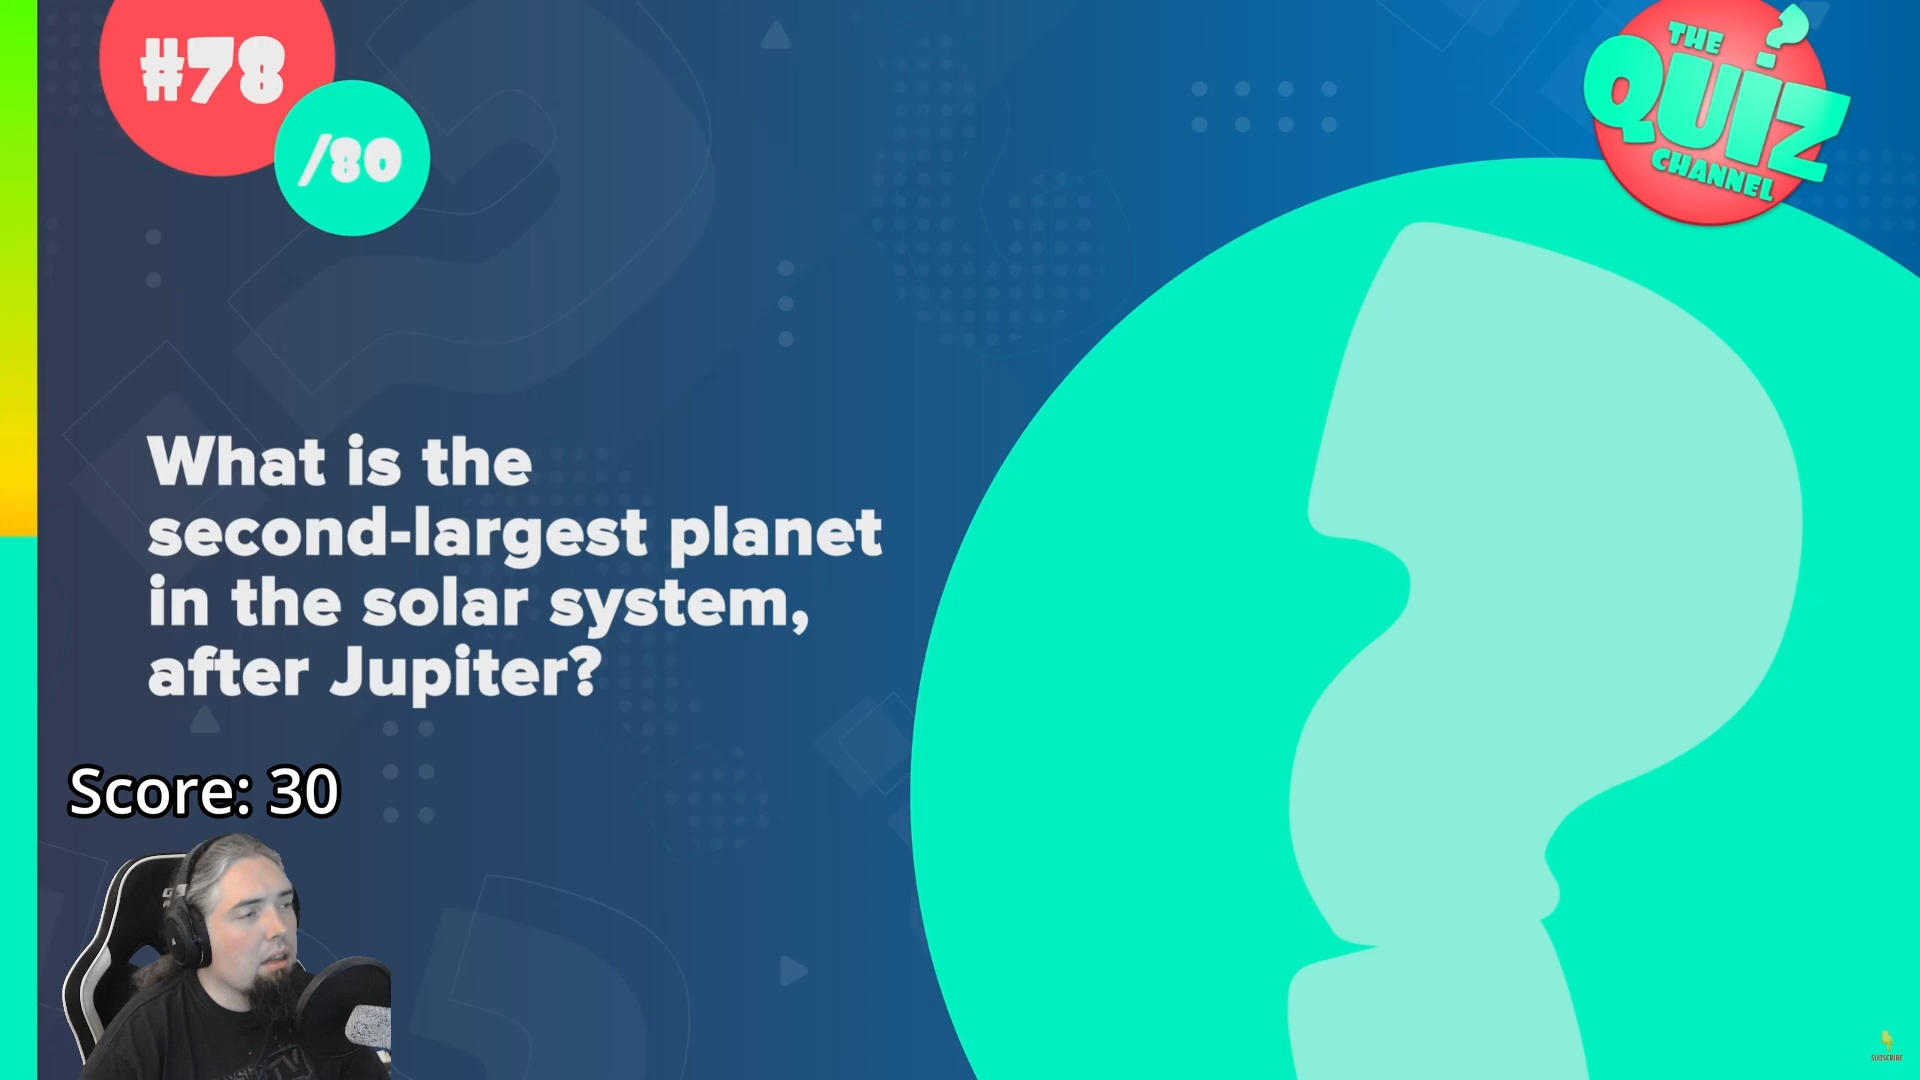 #78
/80
THE
QUIZ
CHANNEL
What is the
second-largest planet
in the solar system,
after Jupiter?
Score: 30
SUBSCRIBE